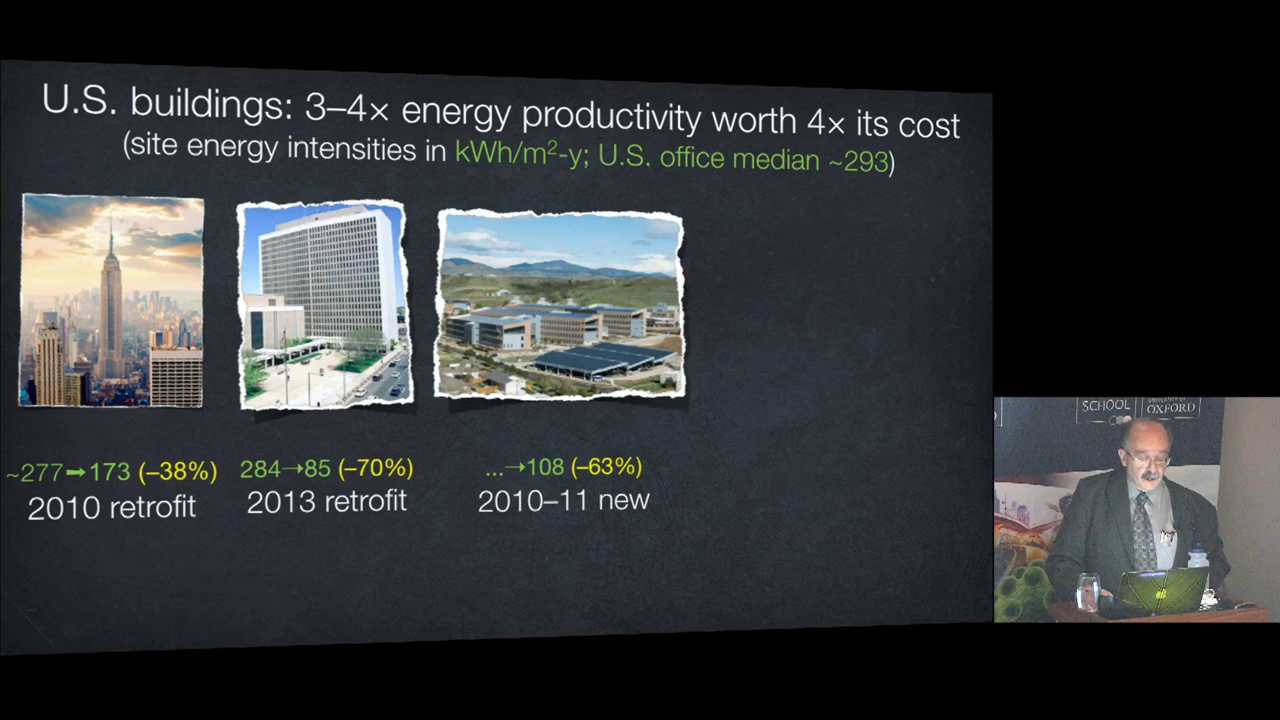 U.S. buildings: 3–4× energy productivity worth 4× its cost
(site energy intensities in kWh/m²-y; U.S. office median ~293)
~277➞173 (–38%)
2010 retrofit
284→85 (–70%)
2013 retrofit
...→108 (–63%)
2010–11 new
SCHOOL
UNIVERSITY OF
OXFORD